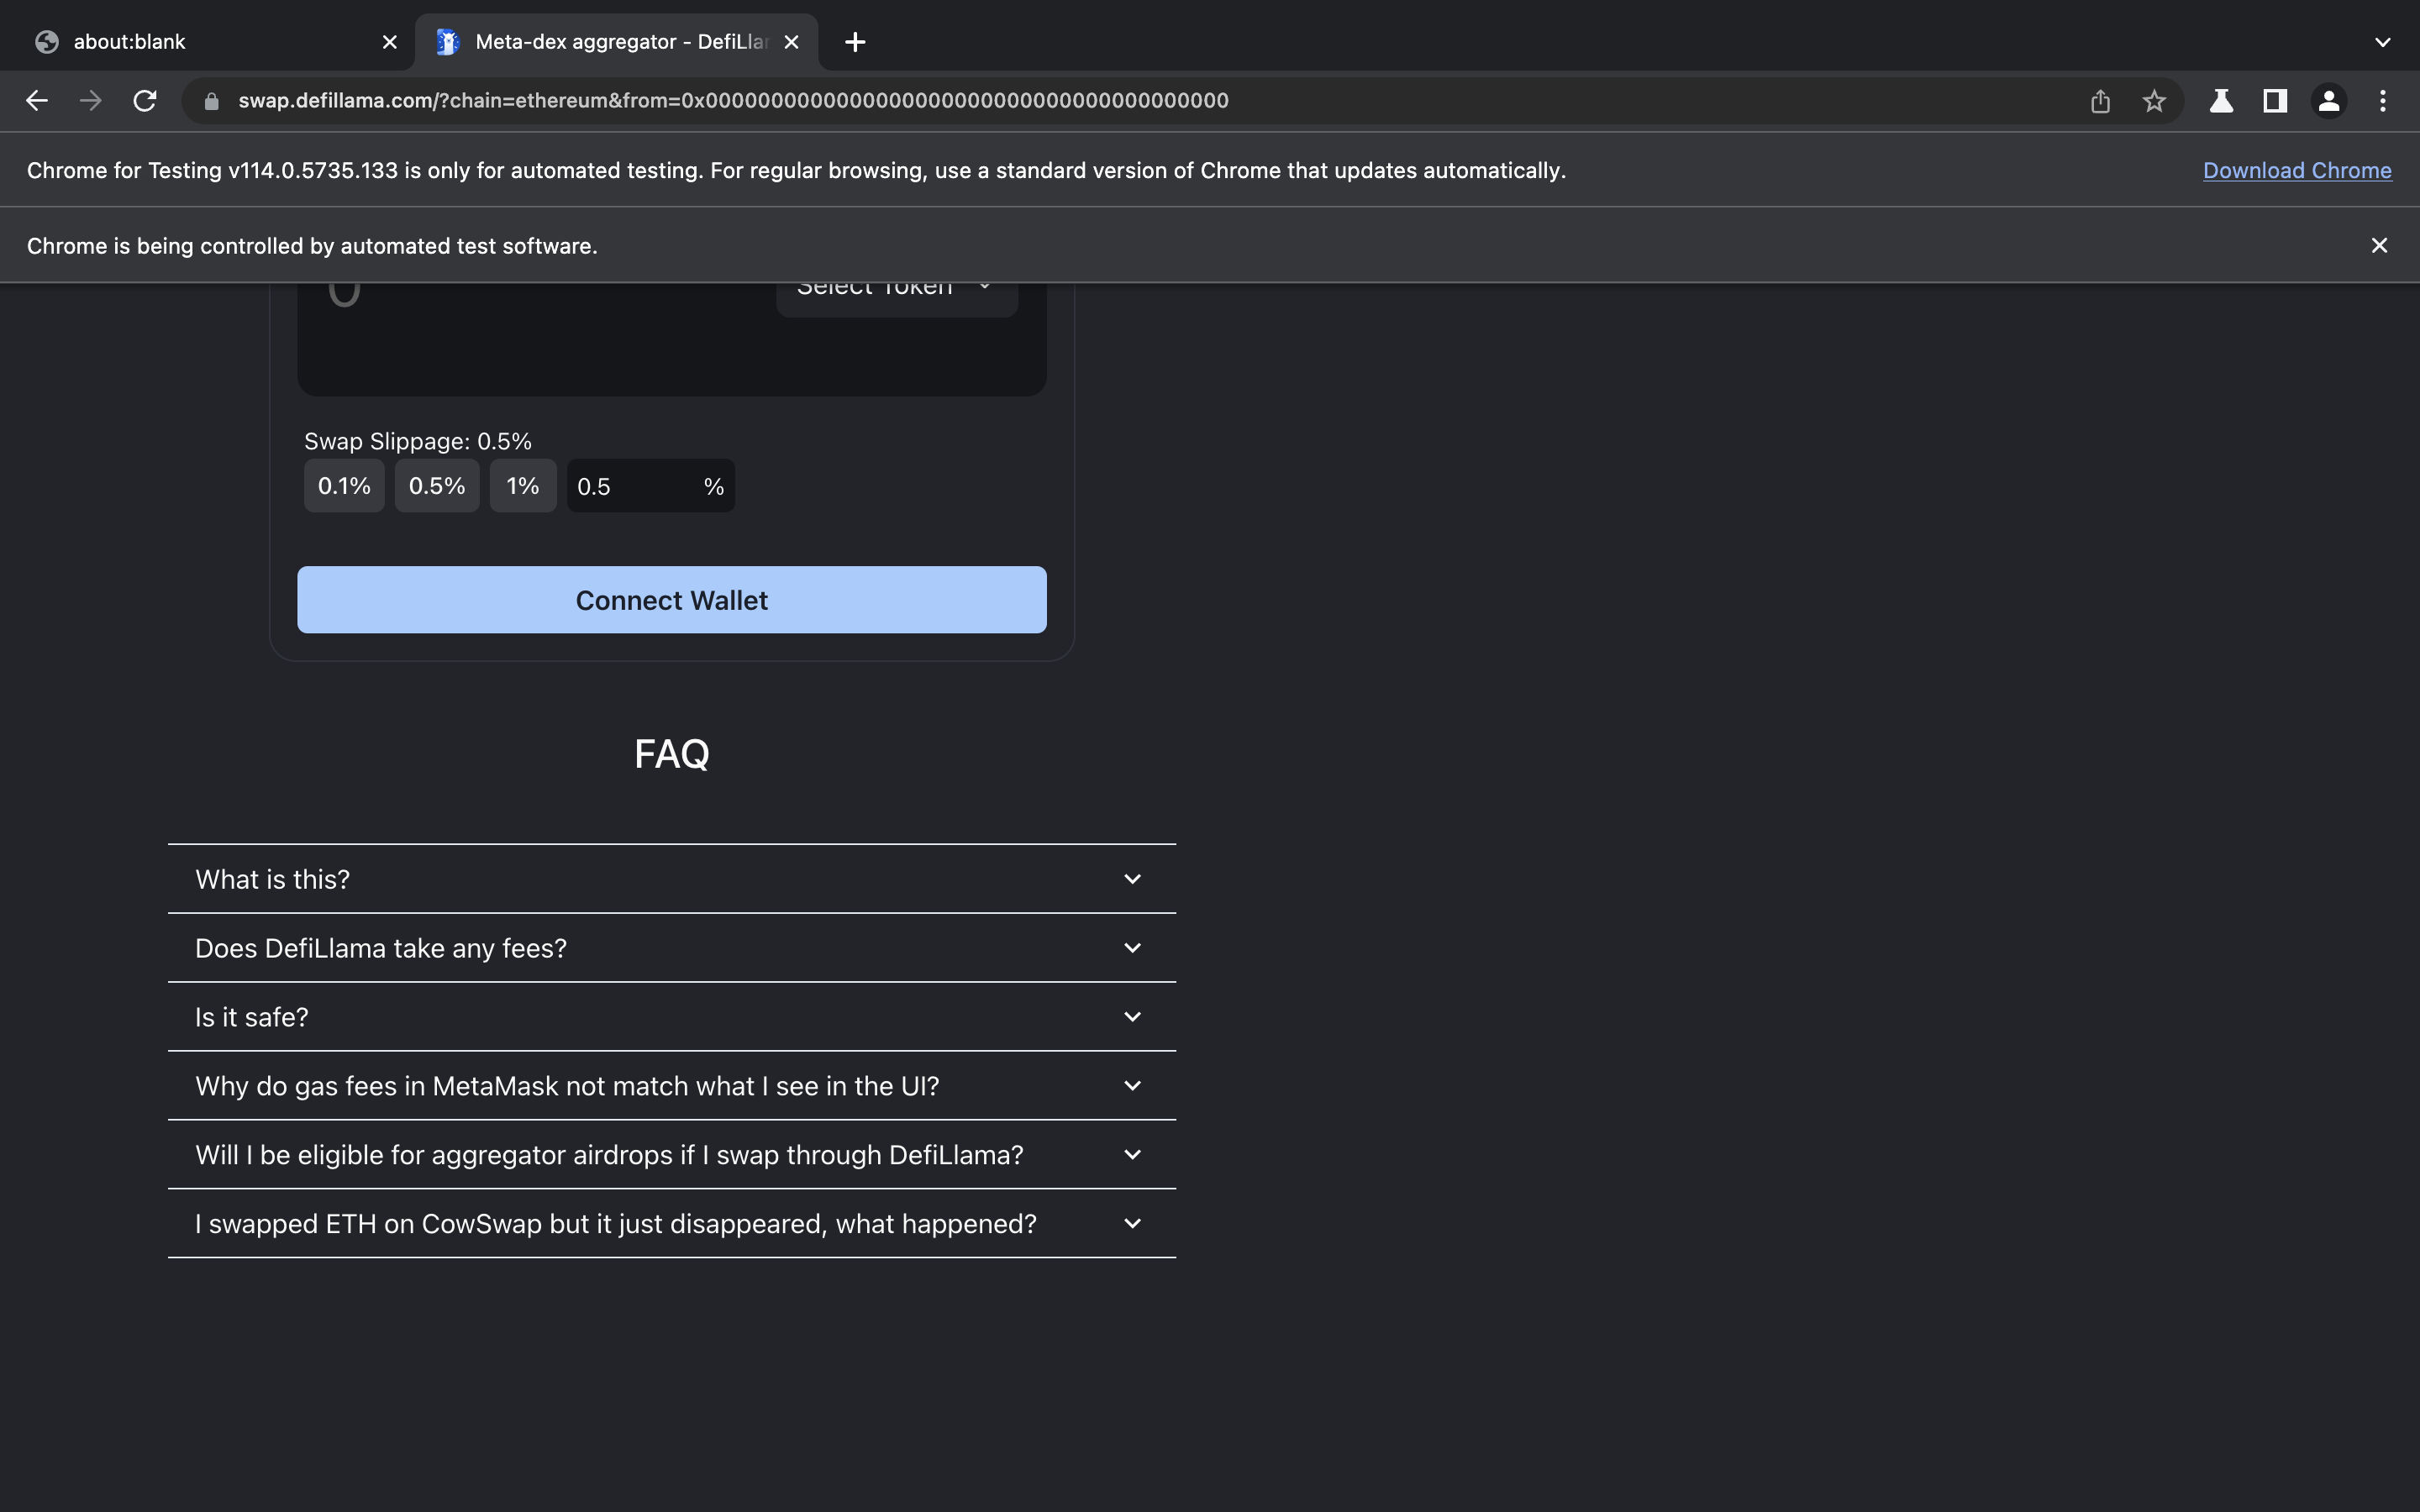 about:blank
Meta-dex aggregator - DefiLlar
swap.defillama.com/?chain=ethereum&from=0x0000000000000000000000000000000000000000
Chrome for Testing v114.0.5735.133 is only for automated testing. For regular browsing, use a standard version of Chrome that updates automatically.
Download Chrome
Chrome is being controlled by automated test software.
0
Select Token
Swap Slippage: 0.5%
0.1%
0.5%
1%
0.5 %
Connect Wallet
FAQ
What is this?
Does DefiLlama take any fees?
Is it safe?
Why do gas fees in MetaMask not match what I see in the UI?
Will I be eligible for aggregator airdrops if I swap through DefiLlama?
I swapped ETH on CowSwap but it just disappeared, what happened?